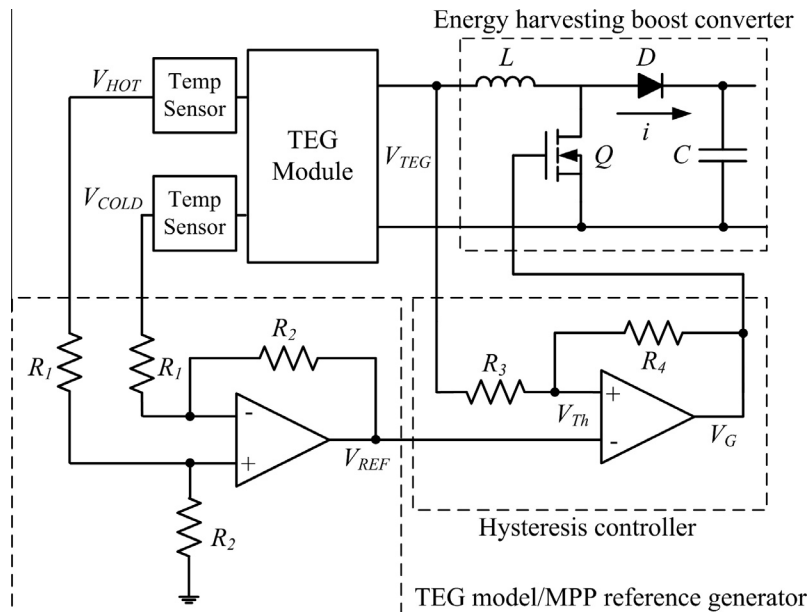 Energy harvesting boost converter
V_HOT
Temp
Sensor
TEG
Module
L
D
i
V_TEG
Q
C
V_COLD
Temp
Sensor
R_1
R_1
R_2
-
+
V_REF
R_2
R_3
R_4
+
-
V_Th
V_G
Hysteresis controller
TEG model/MPP reference generator